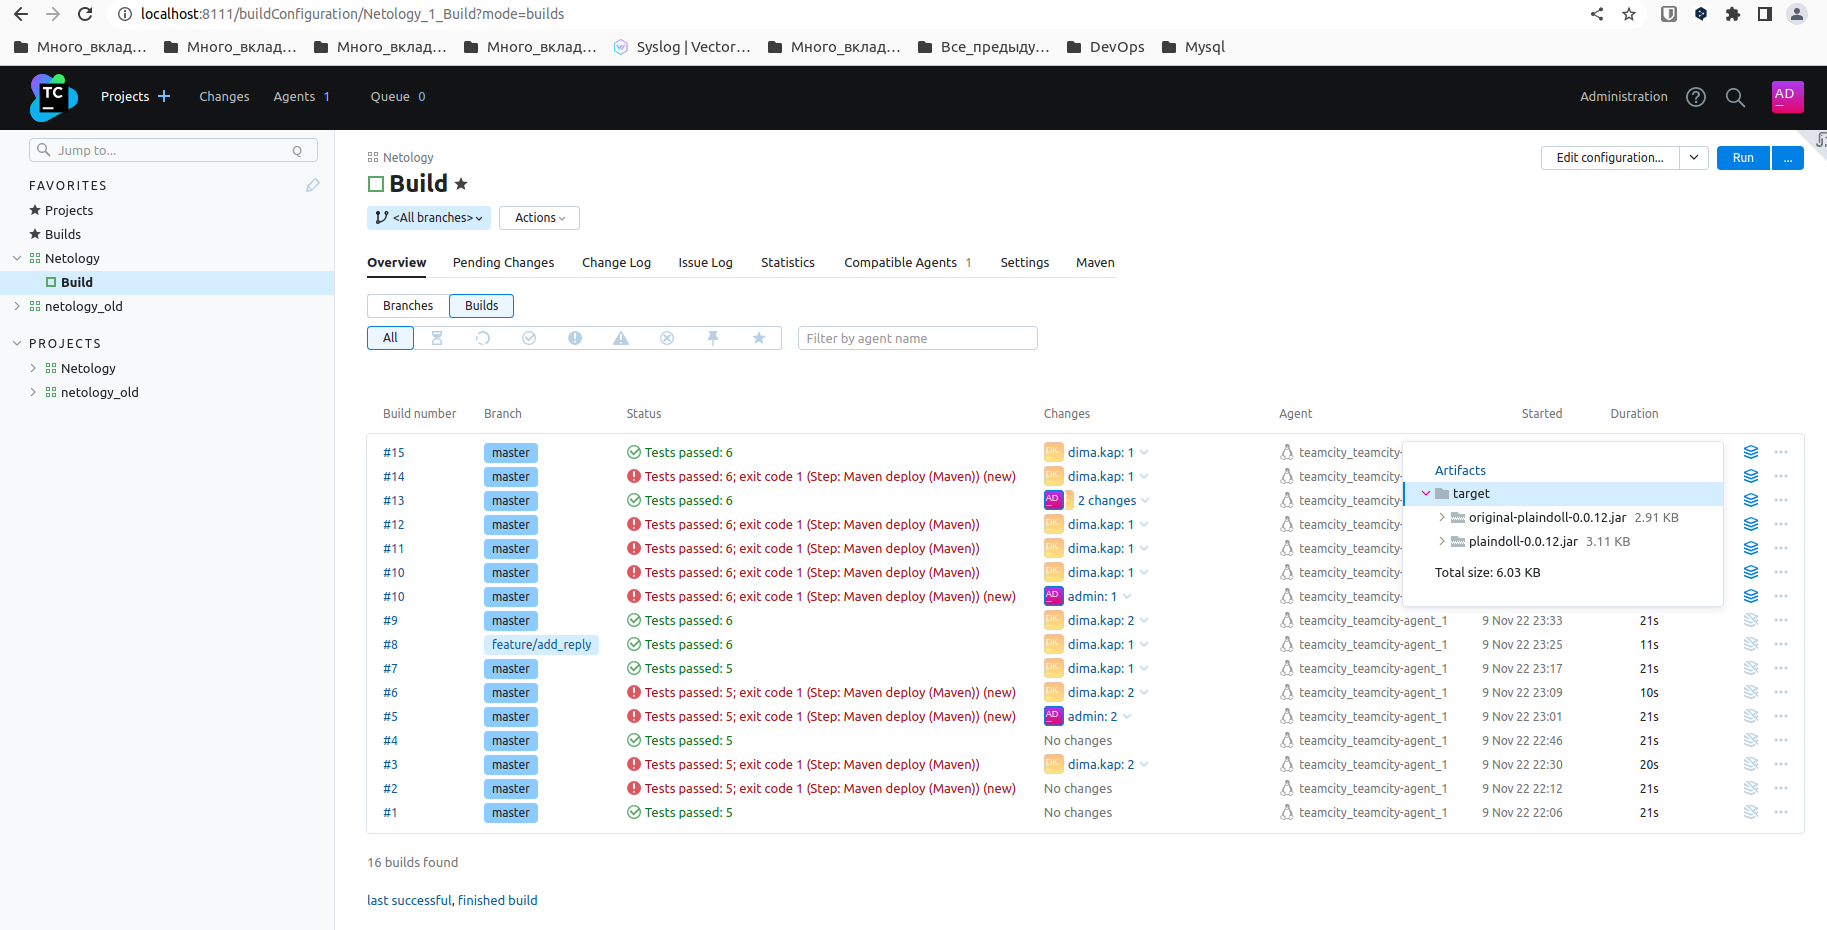 localhost:8111/buildConfiguration/Netology_1_Build?mode=builds
Много_вклад... Много_вклад... Много_вклад... Много_вклад... Syslog | Vector... Много_вклад... Все_предыду... DevOps Mysql
TC Projects Changes Agents 1 Queue 0 Administration AD
Jump to... Q
FAVORITES
Projects
Builds
Netology
Build
netology_old
PROJECTS
Netology
netology_old
Netology
Edit configuration... Run ...
Build
<All branches> Actions
Overview Pending Changes Change Log Issue Log Statistics Compatible Agents 1 Settings Maven
Branches Builds
All Filter by agent name
Build number Branch Status Changes Agent Started Duration
#15 master Tests passed: 6 DK dima.kap: 1 teamcity_teamcity-
#14 master Tests passed: 6; exit code 1 (Step: Maven deploy (Maven)) (new) DK dima.kap: 1 teamcity_teamcity-
#13 master Tests passed: 6 AD 2 changes teamcity_teamcity-
#12 master Tests passed: 6; exit code 1 (Step: Maven deploy (Maven)) DK dima.kap: 1 teamcity_teamcity-
#11 master Tests passed: 6; exit code 1 (Step: Maven deploy (Maven)) DK dima.kap: 1 teamcity_teamcity-
#10 master Tests passed: 6; exit code 1 (Step: Maven deploy (Maven)) DK dima.kap: 1 teamcity_teamcity-
#10 master Tests passed: 6; exit code 1 (Step: Maven deploy (Maven)) (new) AD admin: 1 teamcity_teamcity-
#9 master Tests passed: 6 DK dima.kap: 2 teamcity_teamcity-agent_1 9 Nov 22 23:33 21s
#8 feature/add_reply Tests passed: 6 DK dima.kap: 1 teamcity_teamcity-agent_1 9 Nov 22 23:25 11s
#7 master Tests passed: 5 DK dima.kap: 1 teamcity_teamcity-agent_1 9 Nov 22 23:17 21s
#6 master Tests passed: 5; exit code 1 (Step: Maven deploy (Maven)) (new) DK dima.kap: 2 teamcity_teamcity-agent_1 9 Nov 22 23:09 10s
#5 master Tests passed: 5; exit code 1 (Step: Maven deploy (Maven)) (new) AD admin: 2 teamcity_teamcity-agent_1 9 Nov 22 23:01 21s
#4 master Tests passed: 5 No changes teamcity_teamcity-agent_1 9 Nov 22 22:46 21s
#3 master Tests passed: 5; exit code 1 (Step: Maven deploy (Maven)) DK dima.kap: 2 teamcity_teamcity-agent_1 9 Nov 22 22:30 20s
#2 master Tests passed: 5; exit code 1 (Step: Maven deploy (Maven)) (new) No changes teamcity_teamcity-agent_1 9 Nov 22 22:12 21s
#1 master Tests passed: 5 No changes teamcity_teamcity-agent_1 9 Nov 22 22:06 21s
Artifacts
target
original-plaindoll-0.0.12.jar 2.91 KB
plaindoll-0.0.12.jar 3.11 KB
Total size: 6.03 KB
16 builds found
last successful, finished build